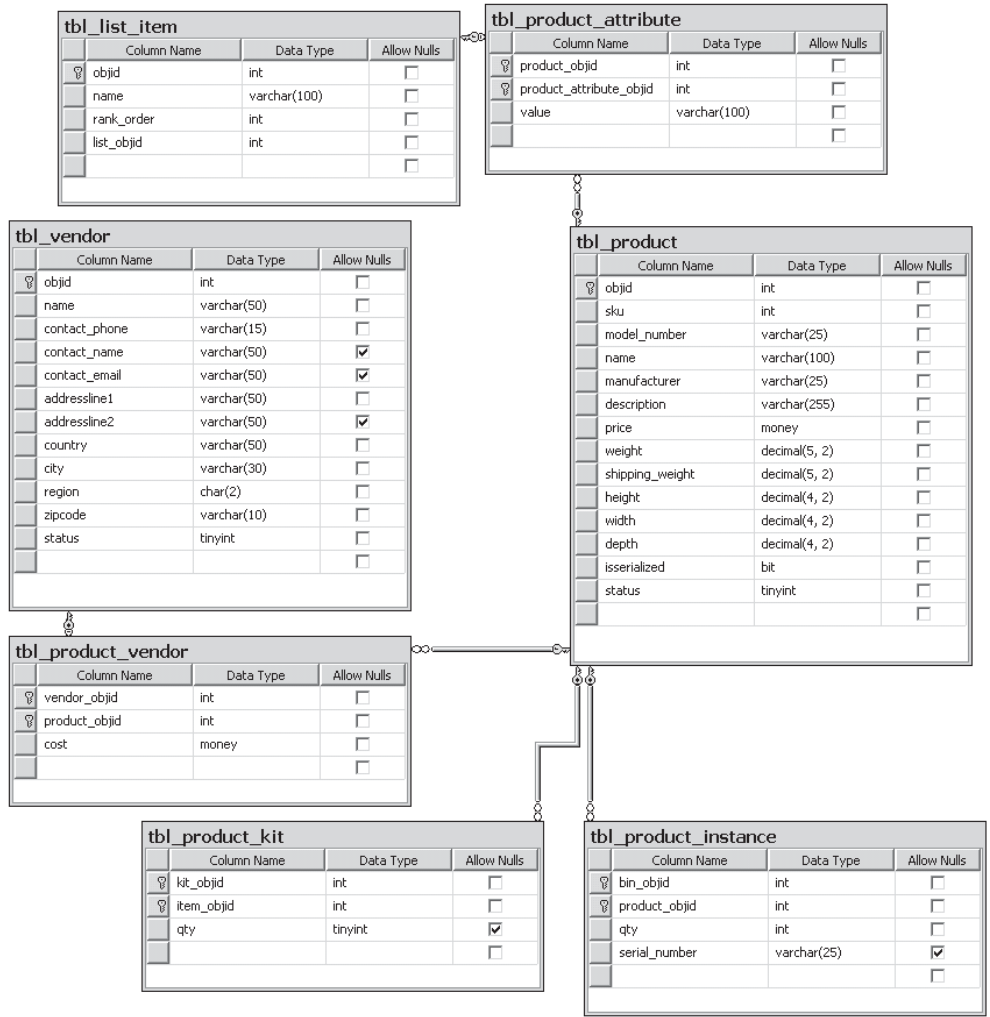 tbl_list_item
Column Name Data Type Allow Nulls
objid int
name varchar(100)
rank_order int
list_objid int
tbl_product_attribute
Column Name Data Type Allow Nulls
product_objid int
product_attribute_objid int
value varchar(100)
tbl_vendor
Column Name Data Type Allow Nulls
objid int
name varchar(50)
contact_phone varchar(15)
contact_name varchar(50)
contact_email varchar(50)
addressline1 varchar(50)
addressline2 varchar(50)
country varchar(50)
city varchar(30)
region char(2)
zipcode varchar(10)
status tinyint
tbl_product
Column Name Data Type Allow Nulls
objid int
sku int
model_number varchar(25)
name varchar(100)
manufacturer varchar(25)
description varchar(255)
price money
weight decimal(5, 2)
shipping_weight decimal(5, 2)
height decimal(4, 2)
width decimal(4, 2)
depth decimal(4, 2)
isserialized bit
status tinyint
tbl_product_vendor
Column Name Data Type Allow Nulls
vendor_objid int
product_objid int
cost money
tbl_product_kit
Column Name Data Type Allow Nulls
kit_objid int
item_objid int
qty tinyint
tbl_product_instance
Column Name Data Type Allow Nulls
bin_objid int
product_objid int
qty int
serial_number varchar(25)